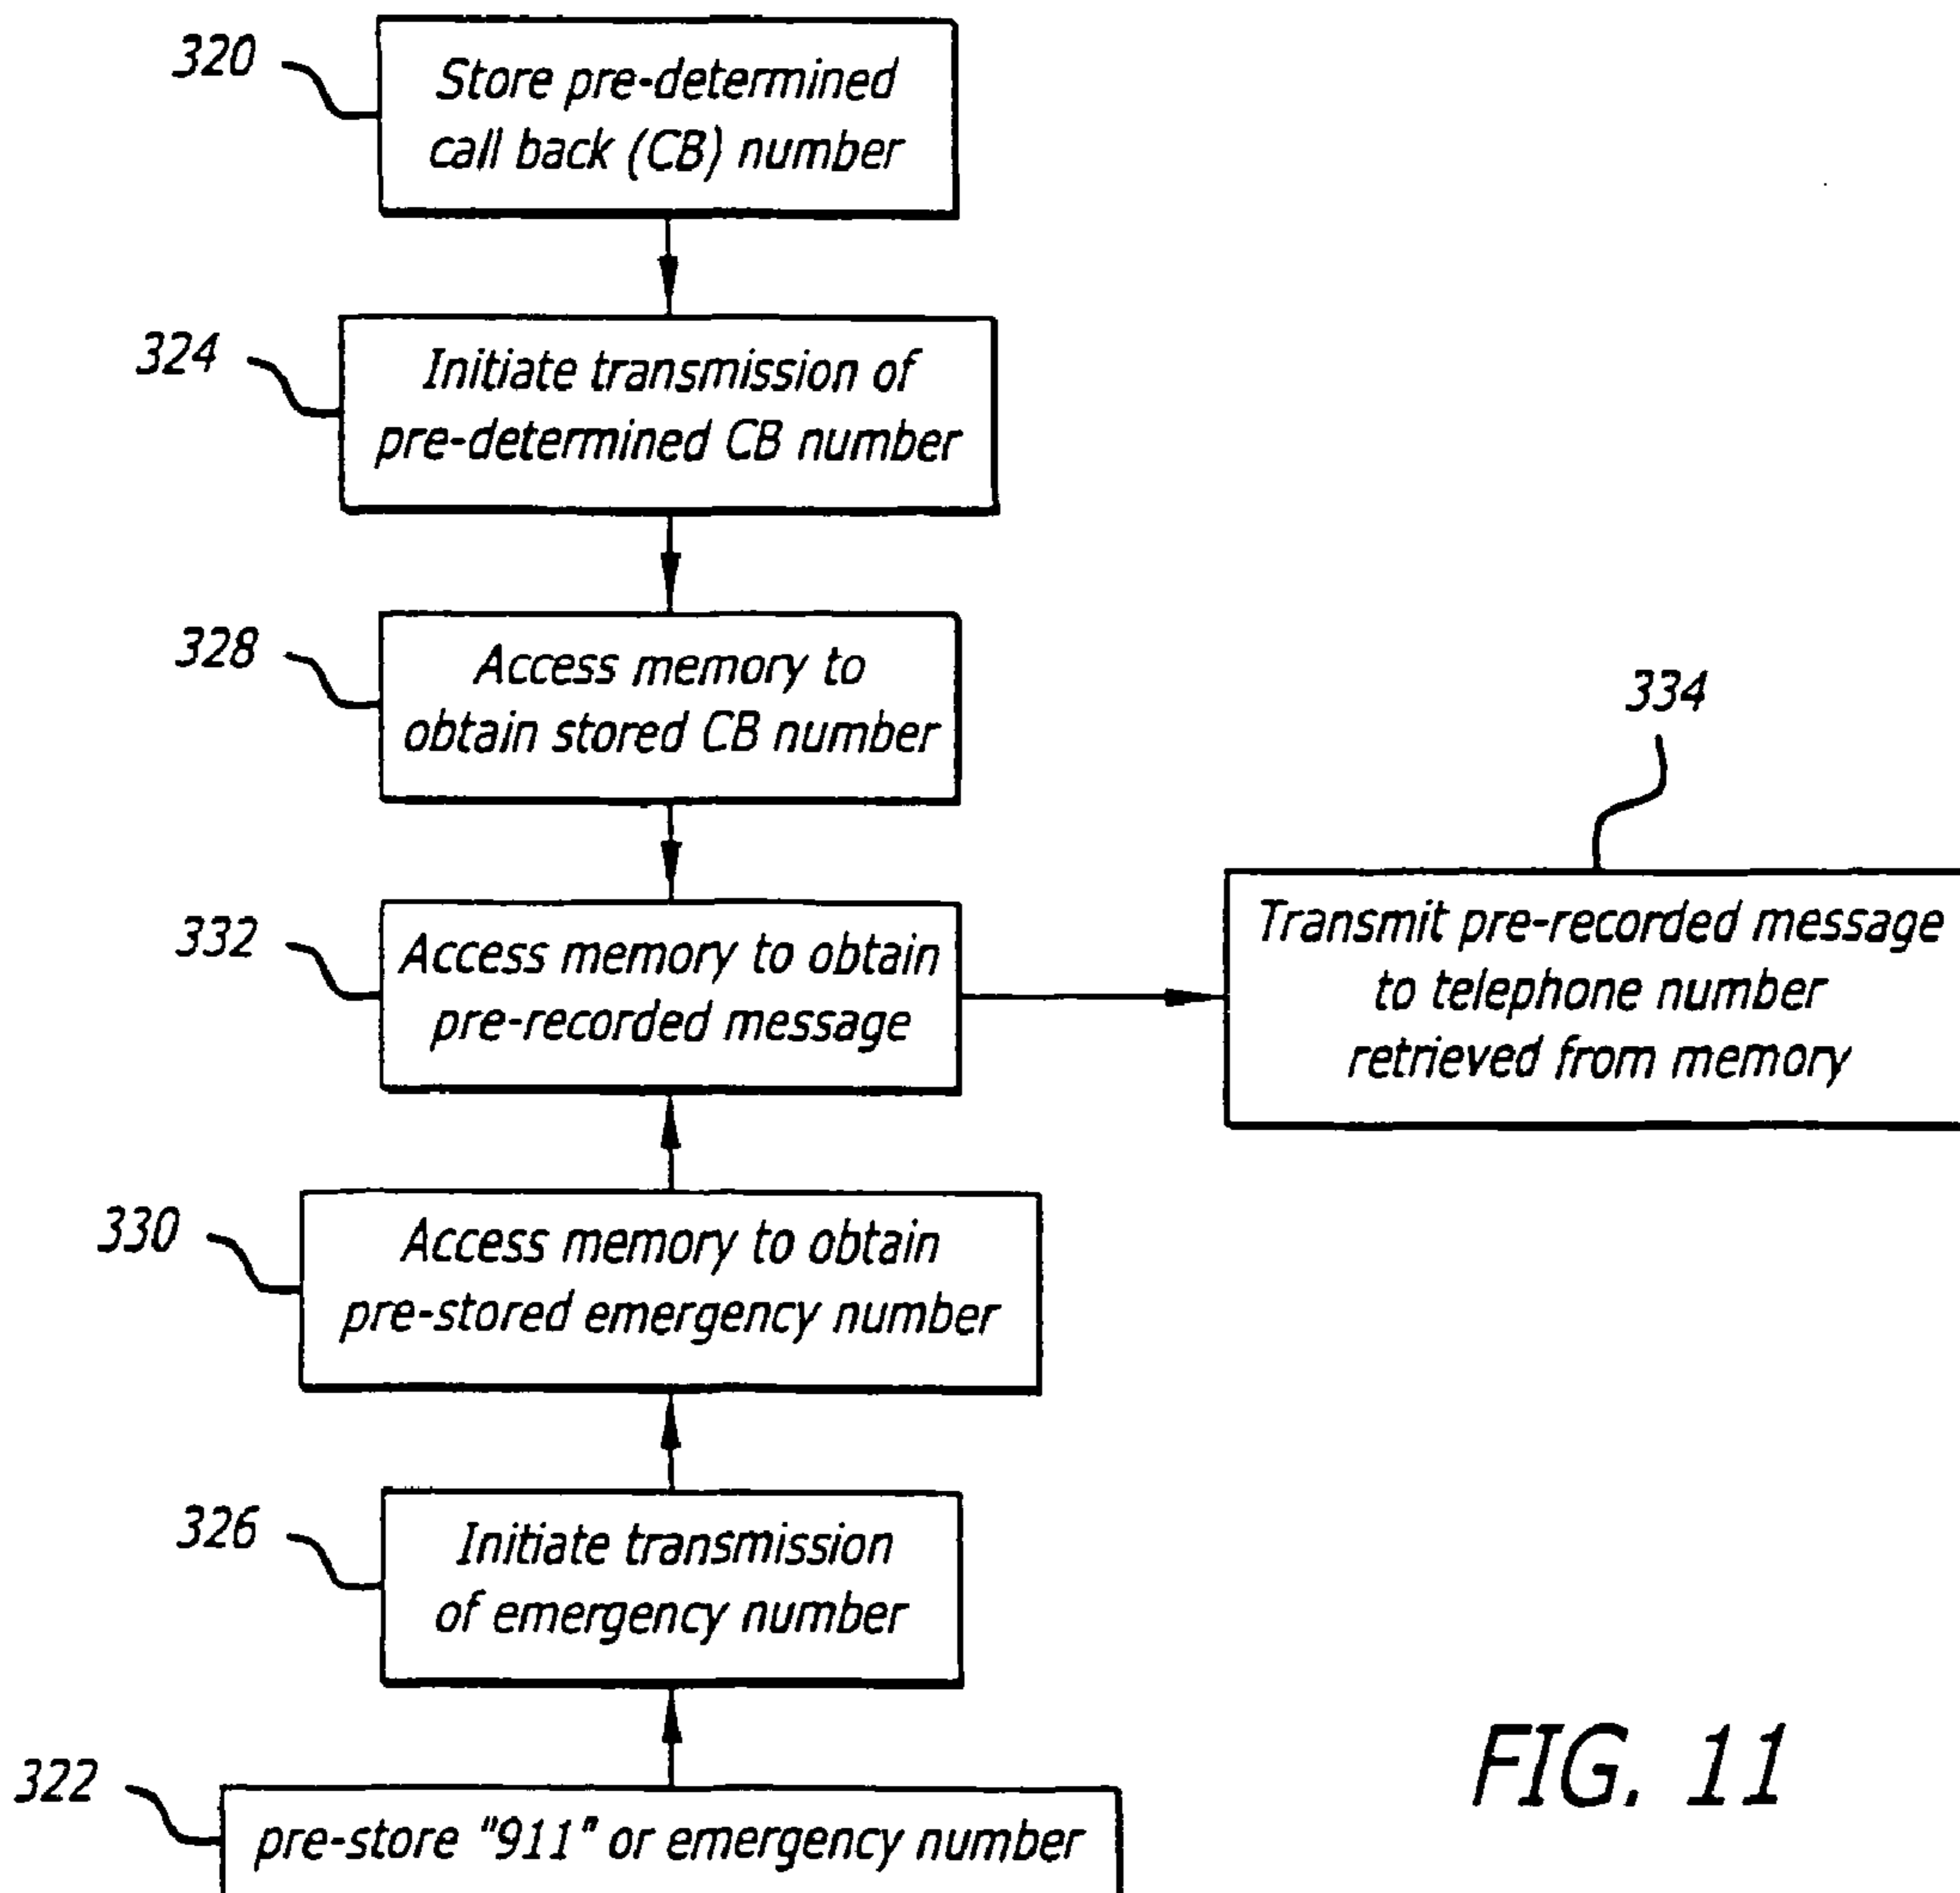 320
Store pre-determined
call back (CB) number
324
Initiate transmission of
pre-determined CB number
328
Access memory to
obtain stored CB number
332
Access memory to obtain
pre-recorded message
334
Transmit pre-recorded message
to telephone number
retrieved from memory
330
Access memory to obtain
pre-stored emergency number
326
Initiate transmission
of emergency number
322
pre-store "911" or emergency number
FIG. 11